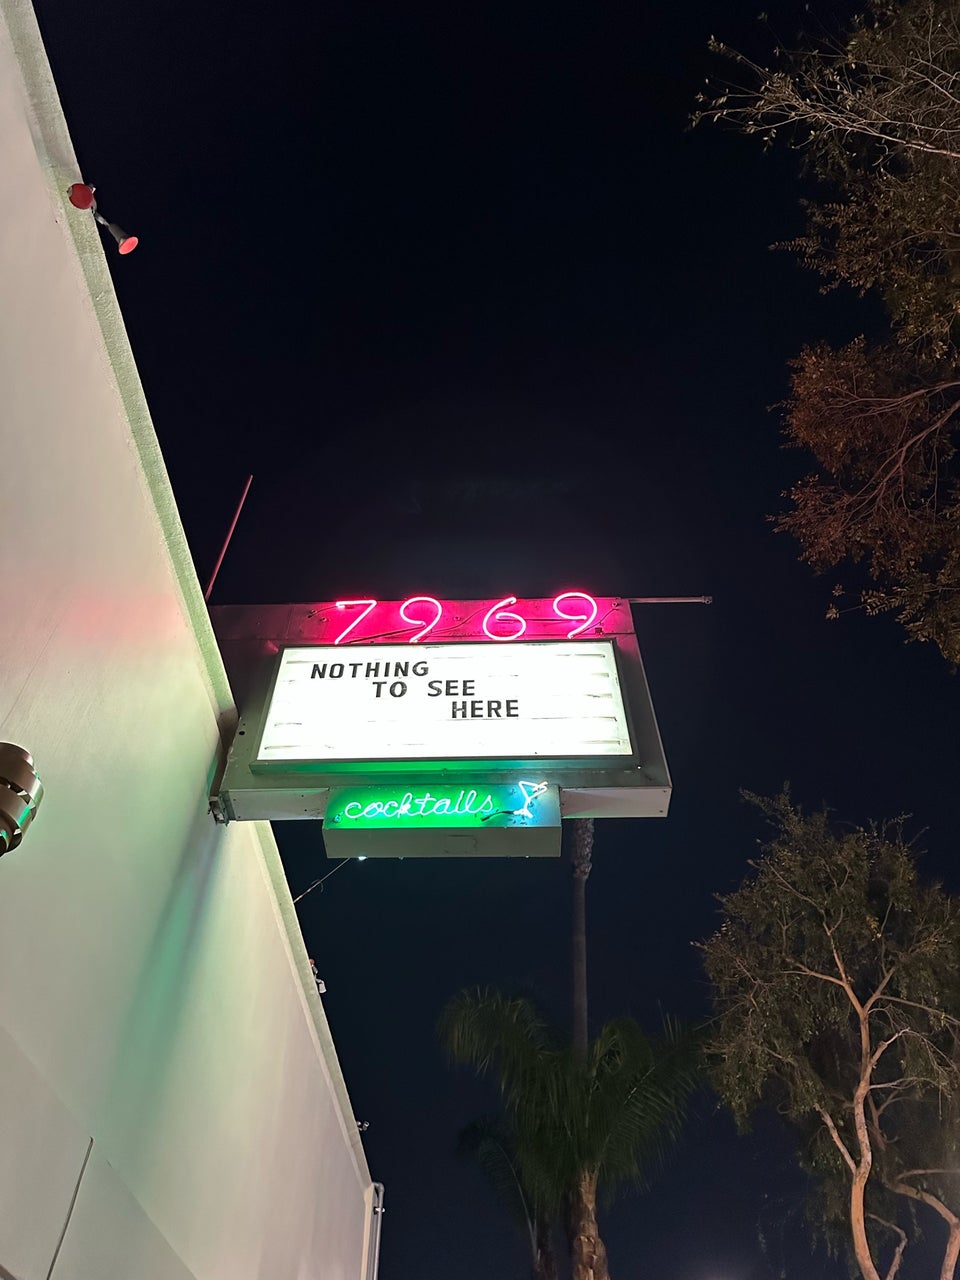 7969
NOTHING
TO SEE
HERE
cocktails